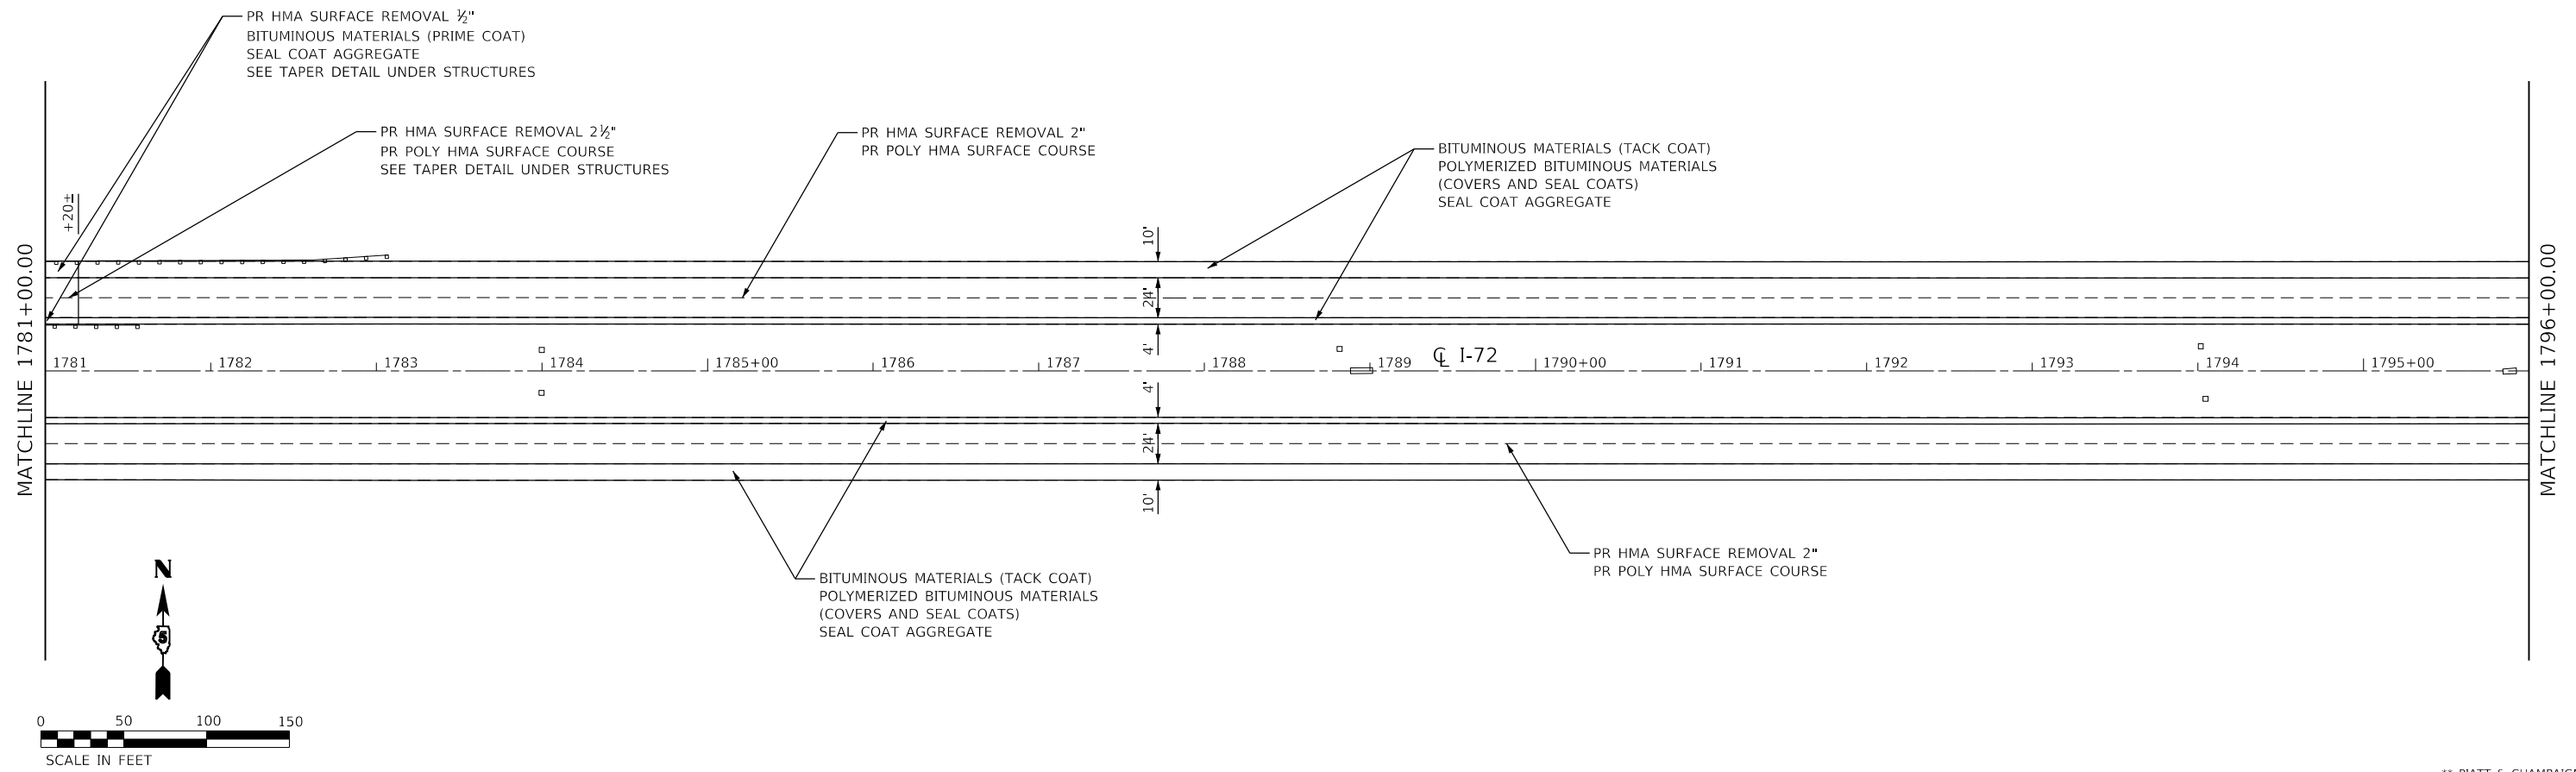 PR HMA SURFACE REMOVAL ½"
BITUMINOUS MATERIALS (PRIME COAT)
SEAL COAT AGGREGATE
SEE TAPER DETAIL UNDER STRUCTURES
PR HMA SURFACE REMOVAL 2½"
PR POLY HMA SURFACE COURSE
SEE TAPER DETAIL UNDER STRUCTURES
PR HMA SURFACE REMOVAL 2"
PR POLY HMA SURFACE COURSE
BITUMINOUS MATERIALS (TACK COAT)
POLYMERIZED BITUMINOUS MATERIALS
(COVERS AND SEAL COATS)
SEAL COAT AGGREGATE
+20±
MATCHLINE 1781+00.00
MATCHLINE 1796+00.00
10'
24'
4'
1781 1782 1783 1784 1785+00 1786 1787 1788 1789 ℄ I-72 1790+00 1791 1792 1793 1794 1795+00
4'
24'
10'
BITUMINOUS MATERIALS (TACK COAT)
POLYMERIZED BITUMINOUS MATERIALS
(COVERS AND SEAL COATS)
SEAL COAT AGGREGATE
PR HMA SURFACE REMOVAL 2"
PR POLY HMA SURFACE COURSE
N
5
0 50 100 150
SCALE IN FEET